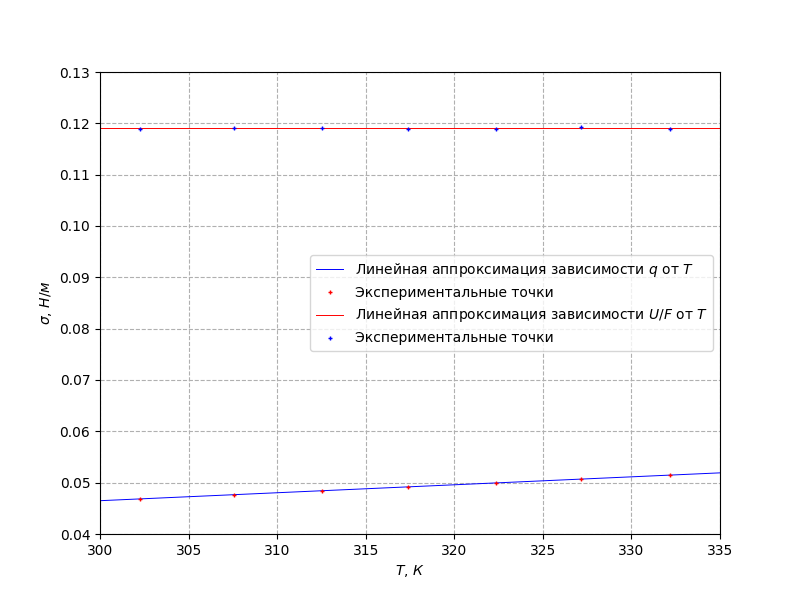 0.13
0.12
0.11
0.10
0.09
0.08
0.07
0.06
0.05
0.04
σ, Н/м
Линейная аппроксимация зависимости q от T
Экспериментальные точки
Линейная аппроксимация зависимости U/F от T
Экспериментальные точки
300 305 310 315 320 325 330 335
T, К